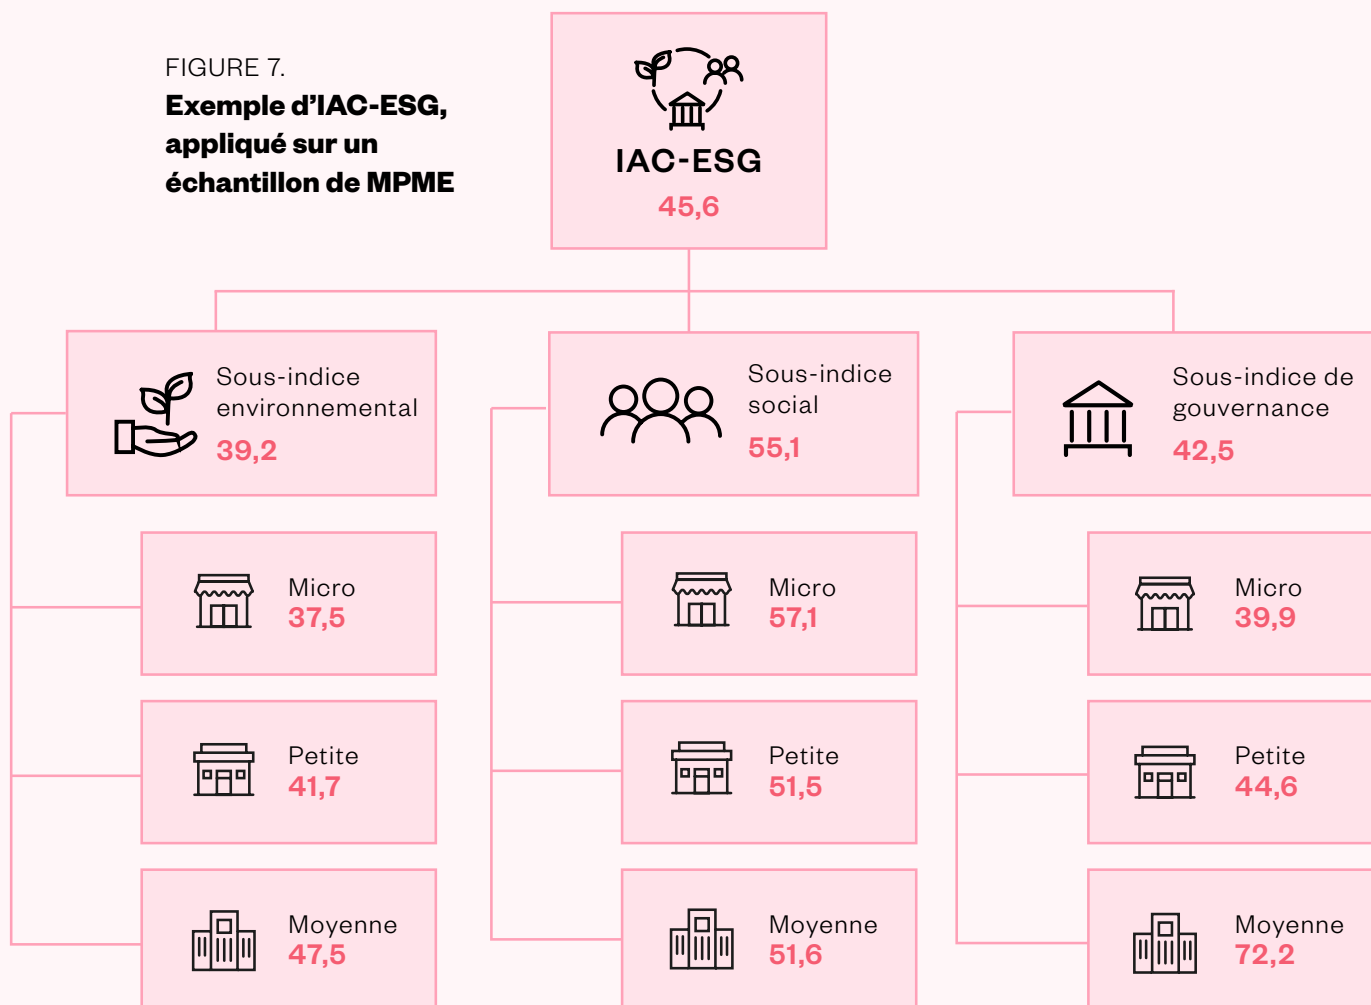 FIGURE 7.
Exemple d'IAC-ESG,
appliqué sur un
échantillon de MPME
IAC-ESG
45,6
Sous-indice
environnemental
39,2
Micro
37,5
Petite
41,7
Moyenne
47,5
Sous-indice
social
55,1
Micro
57,1
Petite
51,5
Moyenne
51,6
Sous-indice de
gouvernance
42,5
Micro
39,9
Petite
44,6
Moyenne
72,2